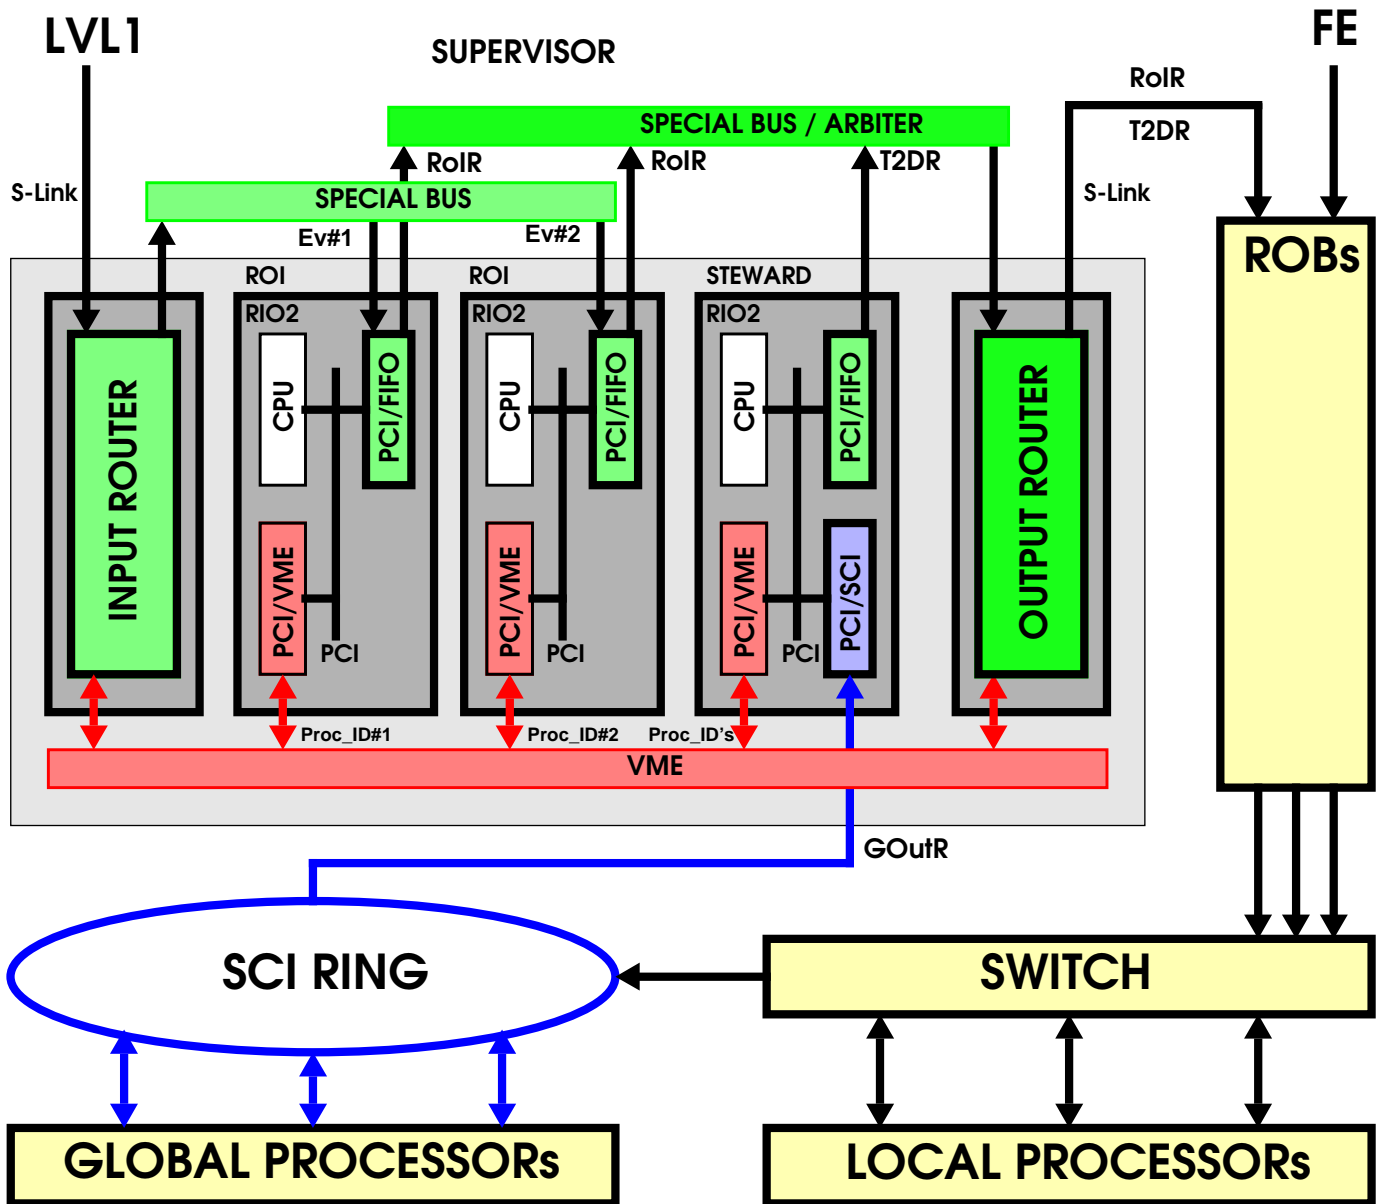 LVL1
SUPERVISOR
FE
RoIR
T2DR
SPECIAL BUS / ARBITER
RoIR
RoIR
T2DR
S-Link
S-Link
SPECIAL BUS
Ev#1
Ev#2
ROBs
ROI
ROI
STEWARD
RIO2
RIO2
RIO2
INPUT ROUTER
CPU
PCI/FIFO
CPU
PCI/FIFO
CPU
PCI/FIFO
OUTPUT ROUTER
PCI/VME
PCI/VME
PCI/VME
PCI/SCI
PCI
PCI
PCI
Proc_ID#1
Proc_ID#2
Proc_ID's
VME
GOutR
SCI RING
SWITCH
GLOBAL PROCESSORs
LOCAL PROCESSORs